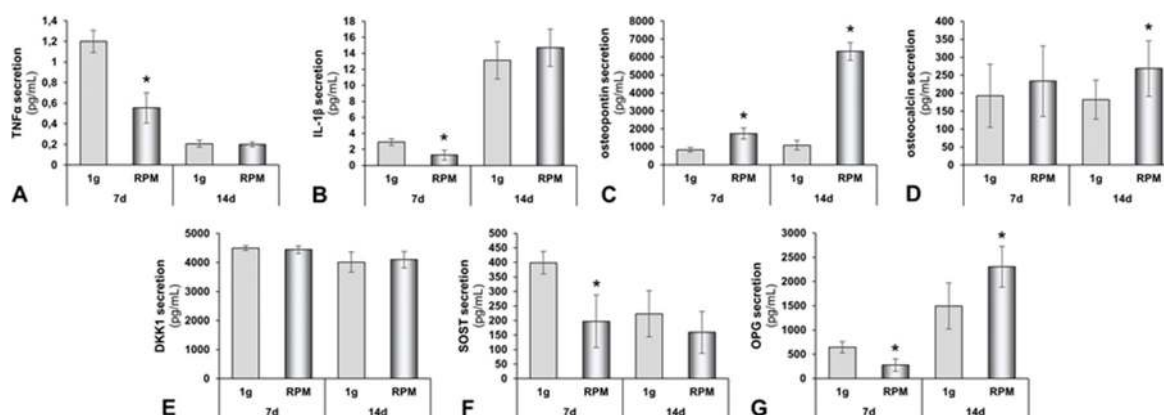 TNFα secretion
(pg/mL)
1,4
1,2
1
0,8
0,6
0,4
0,2
0
*
1g
RPM
1g
RPM
7d
14d
A
IL-1β secretion
(pg/mL)
18
16
14
12
10
8
6
4
2
0
*
1g
RPM
1g
RPM
7d
14d
B
osteopontin secretion
(pg/mL)
8000
7000
6000
5000
4000
3000
2000
1000
0
*
*
1g
RPM
1g
RPM
7d
14d
C
osteocalcin secretion
(pg/mL)
400
350
300
250
200
150
100
50
0
*
1g
RPM
1g
RPM
7d
14d
D
DKK1 secretion
(pg/mL)
5000
4000
3000
2000
1000
0
1g
RPM
1g
RPM
7d
14d
E
SOST secretion
(pg/mL)
500
450
400
350
300
250
200
150
100
50
0
*
1g
RPM
1g
RPM
7d
14d
F
OPG secretion
(pg/mL)
3000
2500
2000
1500
1000
500
0
*
*
1g
RPM
1g
RPM
7d
14d
G